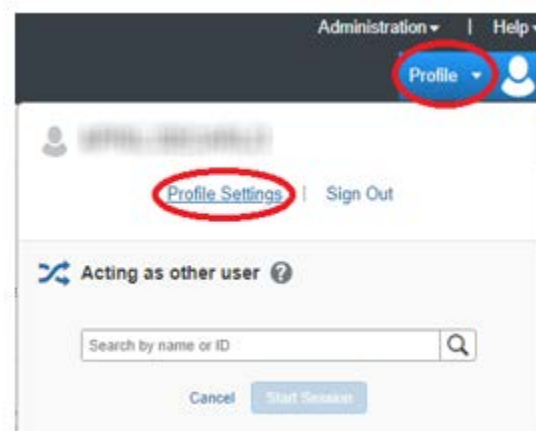 Administration | Help
Profile
Profile Settings | Sign Out
Acting as other user ?
Search by name or ID
Cancel Start Session